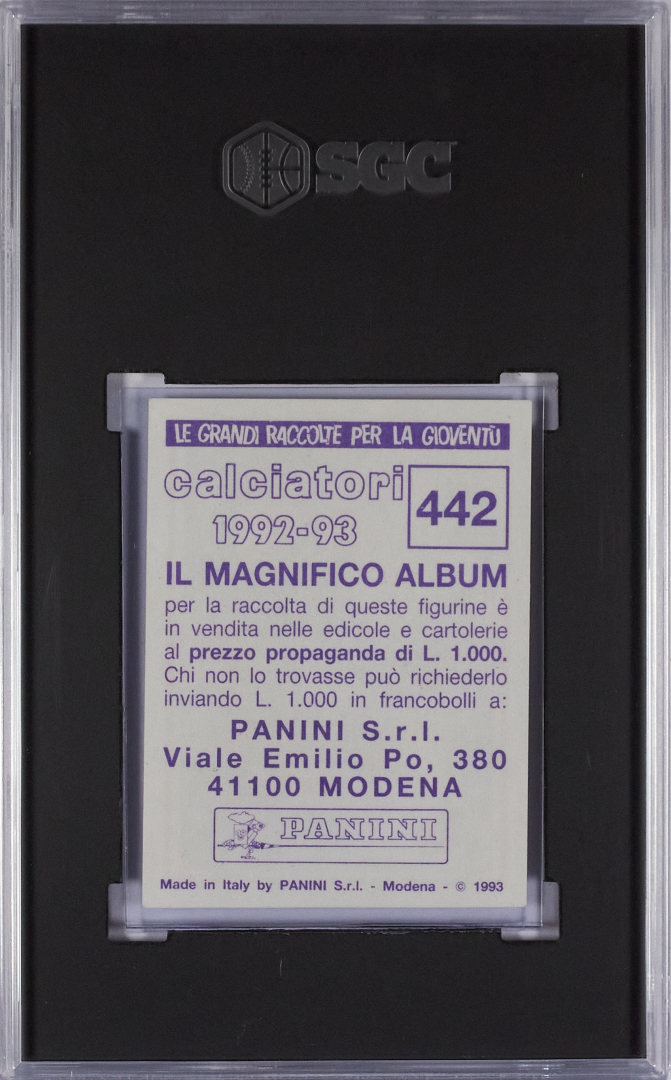 SGC
LE GRANDI RACCOLTE PER LA GIOVENTÙ
calciatori
1992-93
442
IL MAGNIFICO ALBUM
per la raccolta di queste figurine è
in vendita nelle edicole e cartolerie
al prezzo propaganda di L. 1.000.
Chi non lo trovasse può richiederlo
inviando L. 1.000 in francobolli a:
PANINI S.r.l.
Viale Emilio Po, 380
41100 MODENA
PANINI
Made in Italy by PANINI S.r.l. - Modena - © 1993